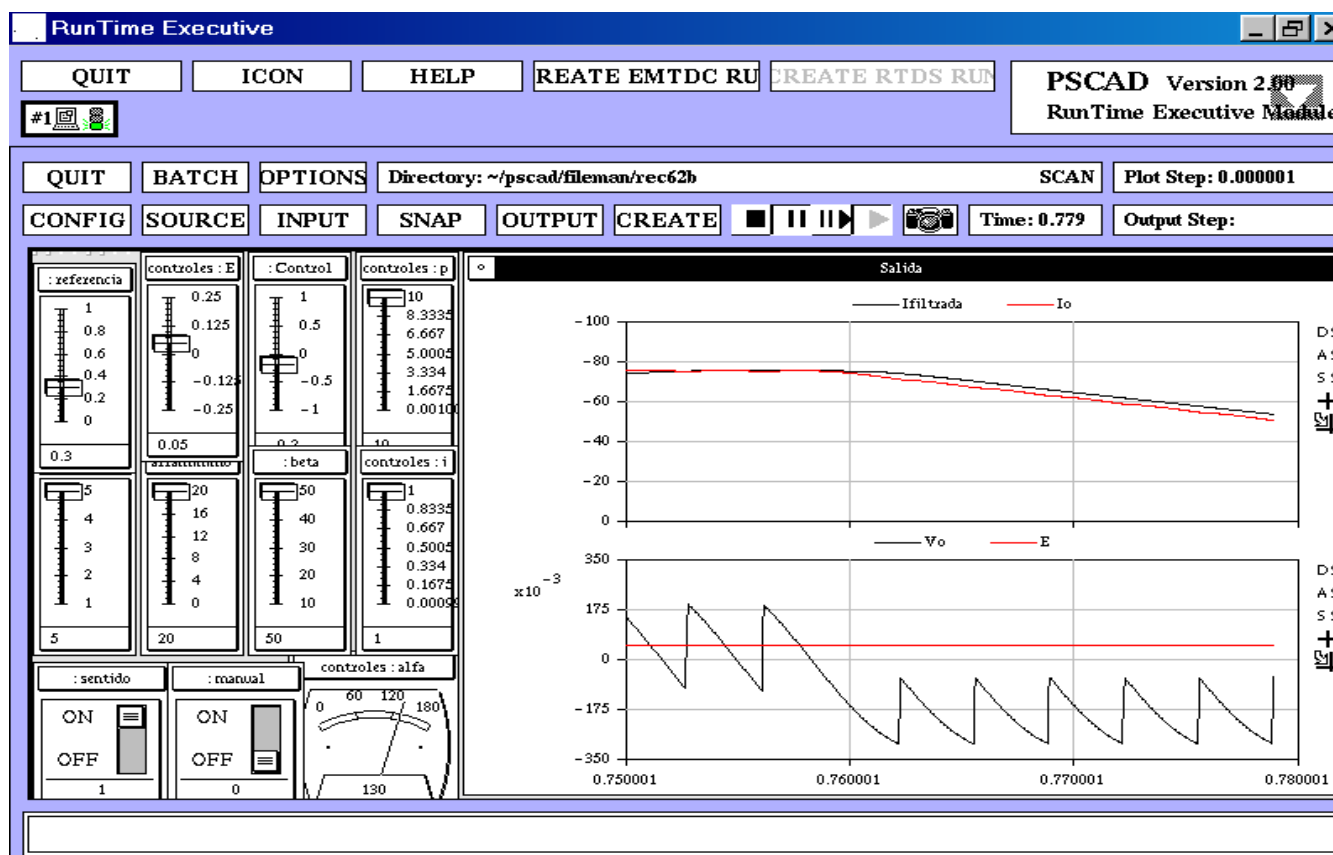 RunTime Executive
QUIT ICON HELP REATE EMTDC RU CREATE RTDS RUN
PSCAD Version 2.00
RunTime Executive Module
#1
QUIT BATCH OPTIONS Directory: ~/pscad/fileman/rec62b SCAN Plot Step: 0.000001
CONFIG SOURCE INPUT SNAP OUTPUT CREATE Time: 0.779 Output Step:
: referencia
1
0.8
0.6
0.4
0.2
0
0.3
controles : E
0.25
0.125
0
-0.125
-0.25
0.05
: Control
1
0.5
0
-0.5
-1
controles : p
10
8.3335
6.667
5.0005
3.334
1.6675
10
5
4
3
2
1
5
20
16
12
8
4
0
20
: beta
50
40
30
20
10
50
controles : i
1
0.8335
0.667
0.5005
0.334
0.1675
1
: sentido
ON
OFF
1
: manual
ON
OFF
0
controles : alfa
0 60 120 180
130
Salida
Ifiltrada Io
-100
-80
-60
-40
-20
0
Vo E
x10 -3
350
175
0
-175
-350
0.750001 0.760001 0.770001 0.780001